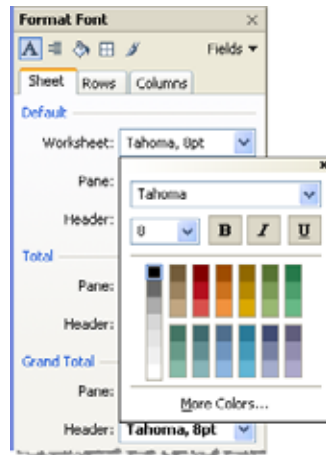 Format Font
A Fields
Sheet Rows Columns
Default
Worksheet: Tahoma, 8pt
Pane:
Tahoma
Header:
8 B I U
Total
Pane:
Header:
Grand Total
Pane:
More Colors...
Header: Tahoma, 8pt